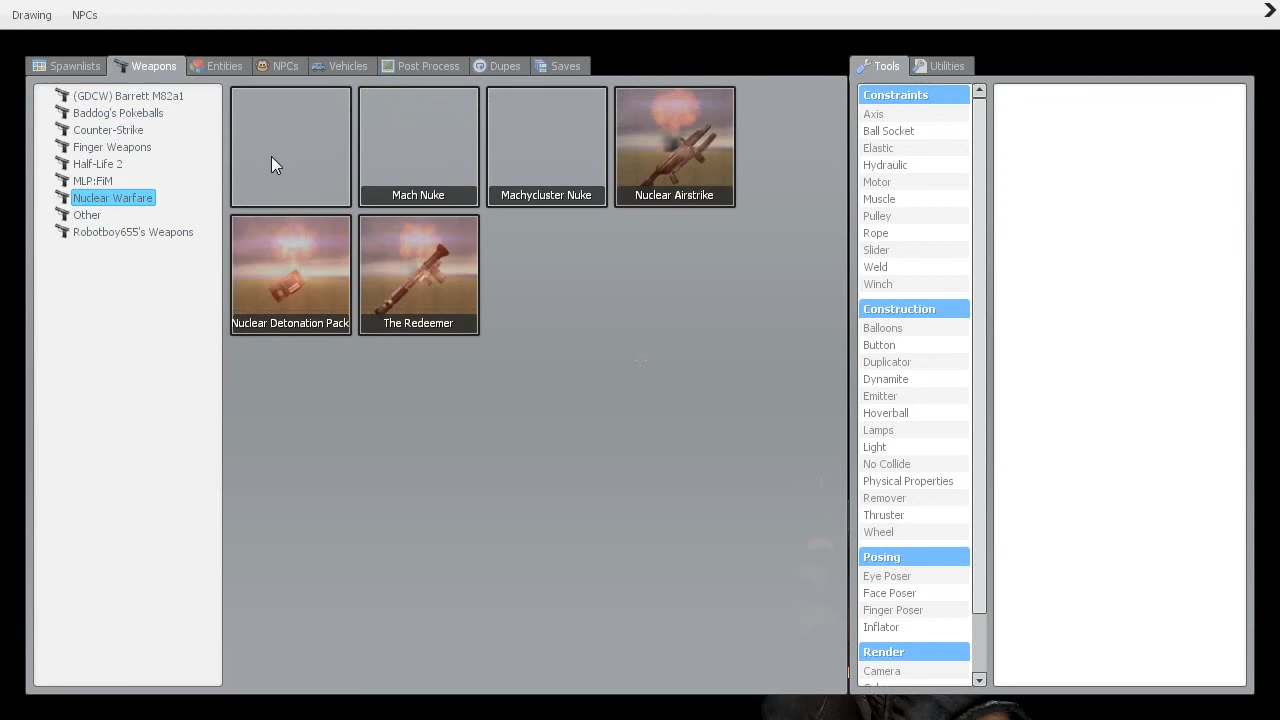 Drawing NPCs
Spawnlists Weapons Entities NPCs Vehicles Post Process Dupes Saves
(GDCW) Barrett M82a1
Baddog's Pokeballs
Counter-Strike
Finger Weapons
Half-Life 2
MLP:FiM
Nuclear Warfare
Other
Robotboy655's Weapons
Mach Nuke
Machycluster Nuke
Nuclear Airstrike
Nuclear Detonation Pack
The Redeemer
Tools Utilities
Constraints
Axis
Ball Socket
Elastic
Hydraulic
Motor
Muscle
Pulley
Rope
Slider
Weld
Winch
Construction
Balloons
Button
Duplicator
Dynamite
Emitter
Hoverball
Lamps
Light
No Collide
Physical Properties
Remover
Thruster
Wheel
Posing
Eye Poser
Face Poser
Finger Poser
Inflator
Render
Camera